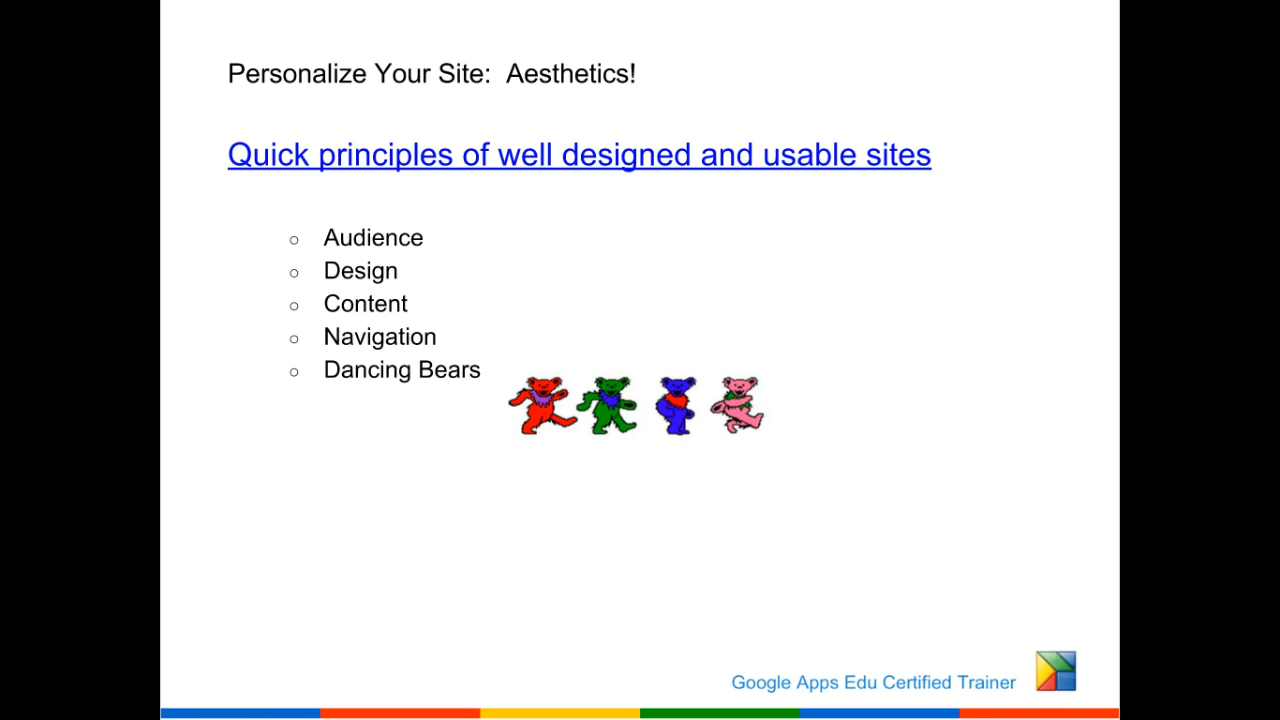 Personalize Your Site:  Aesthetics!
Quick principles of well designed and usable sites
Audience
Design
Content
Navigation
Dancing Bears
Google Apps Edu Certified Trainer